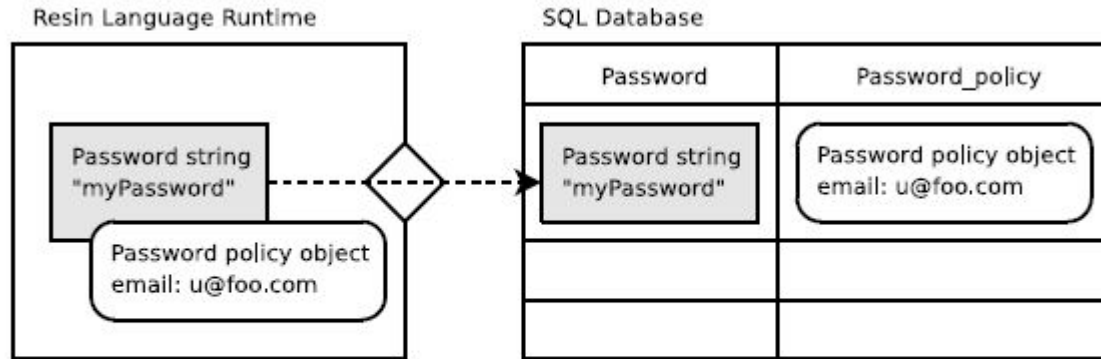 Resin Language Runtime
SQL Database
Password
Password_policy
Password string
"myPassword"
Password policy object
email: u@foo.com
Password string
"myPassword"
Password policy object
email: u@foo.com